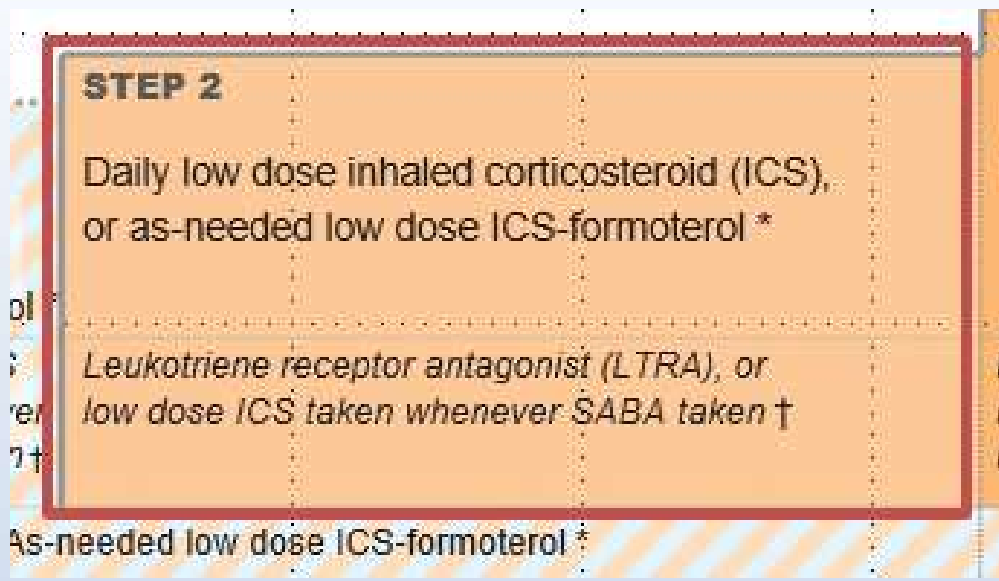 STEP 2
Daily low dose inhaled corticosteroid (ICS),
or as-needed low dose ICS-formoterol *
ol *
Leukotriene receptor antagonist (LTRA), or
low dose ICS taken whenever SABA taken †
As-needed low dose ICS-formoterol *